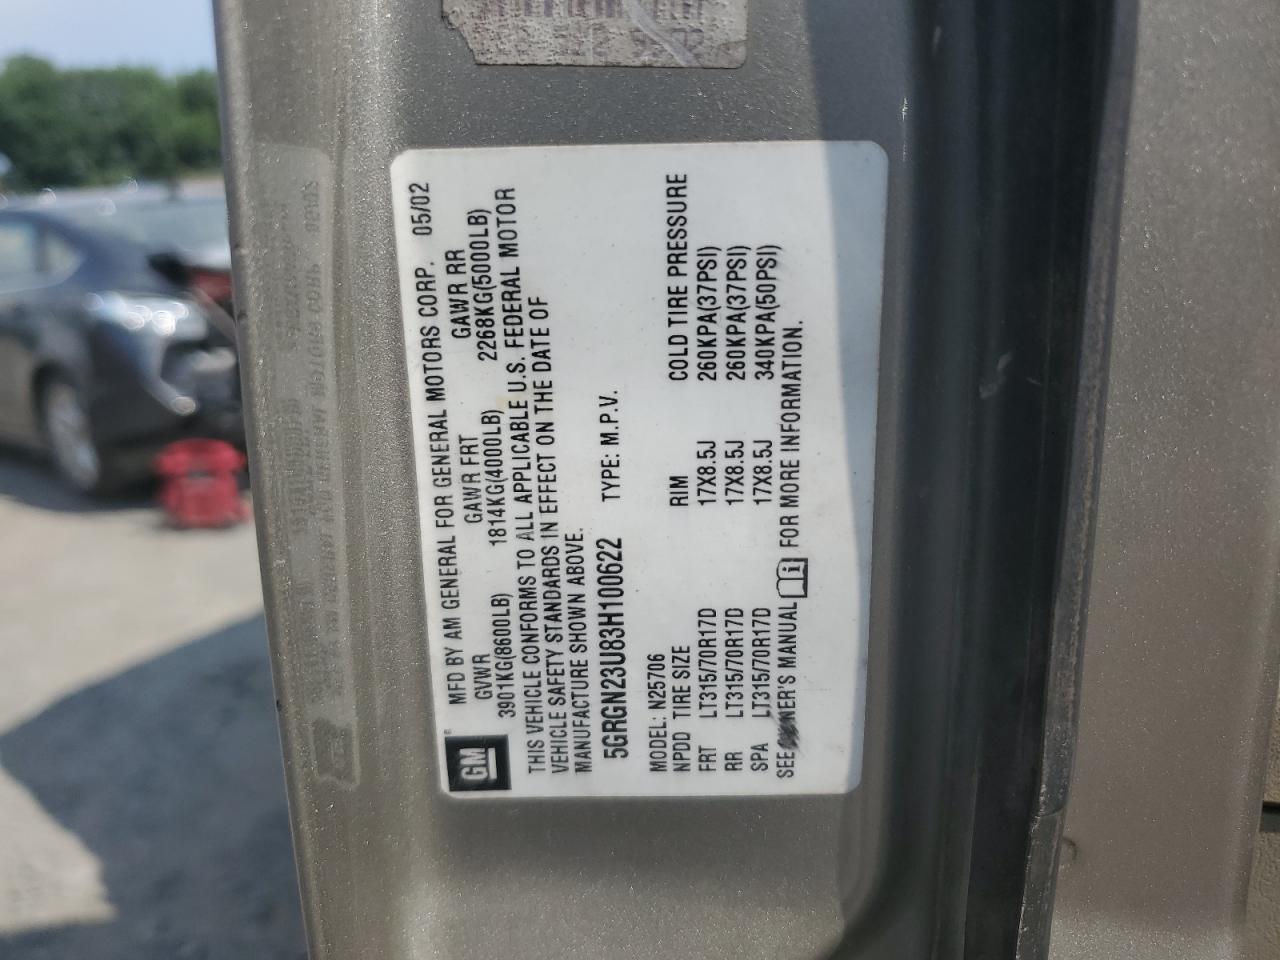 MFD BY AM GENERAL FOR GENERAL MOTORS CORP. 05/02
GVWR GAWR FRT GAWR RR
3901KG(8600LB) 1814KG(4000LB) 2268KG(5000LB)
GM
THIS VEHICLE CONFORMS TO ALL APPLICABLE U.S. FEDERAL MOTOR
VEHICLE SAFETY STANDARDS IN EFFECT ON THE DATE OF
MANUFACTURE SHOWN ABOVE.
5GRGN23U83H100622 TYPE: M.P.V.
MODEL: N25706
NPDD TIRE SIZE RIM COLD TIRE PRESSURE
FRT LT315/70R17D 17X8.5J 260KPA(37PSI)
RR LT315/70R17D 17X8.5J 260KPA(37PSI)
SPA LT315/70R17D 17X8.5J 340KPA(50PSI)
SEE OWNER'S MANUAL FOR MORE INFORMATION.